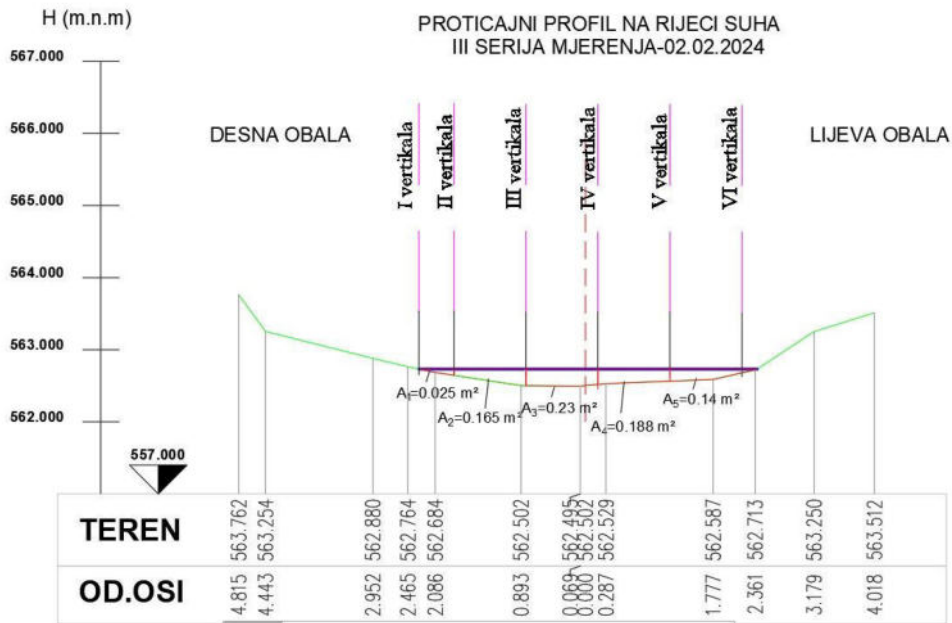 H (m.n.m)
PROTICAJNI PROFIL NA RIJECI SUHA
III SERIJA MJERENJA-02.02.2024
567.000
566.000
565.000
564.000
563.000
562.000
557.000
DESNA OBALA
LIJEVA OBALA
I vertikala
II vertikala
III vertikala
IV vertikala
V vertikala
VI vertikala
A₁=0.025 m²
A₂=0.165 m²
A₃=0.23 m²
A₄=0.188 m²
A₅=0.14 m²
TEREN 563.762 563.254 562.880 562.764 562.684 562.502 562.495 562.502 562.529 562.587 562.713 563.250 563.512
OD.OSI 4.815 4.443 2.952 2.465 2.086 0.893 0.069 0.000 0.287 1.777 2.361 3.179 4.018